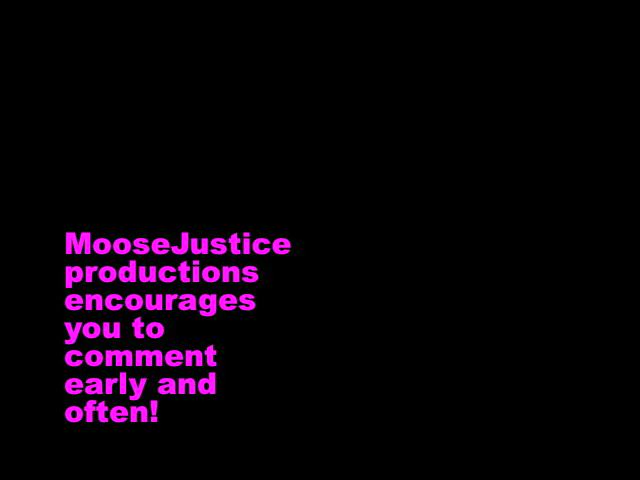 MooseJustice
productions
encourages
you to
comment
early and
often!